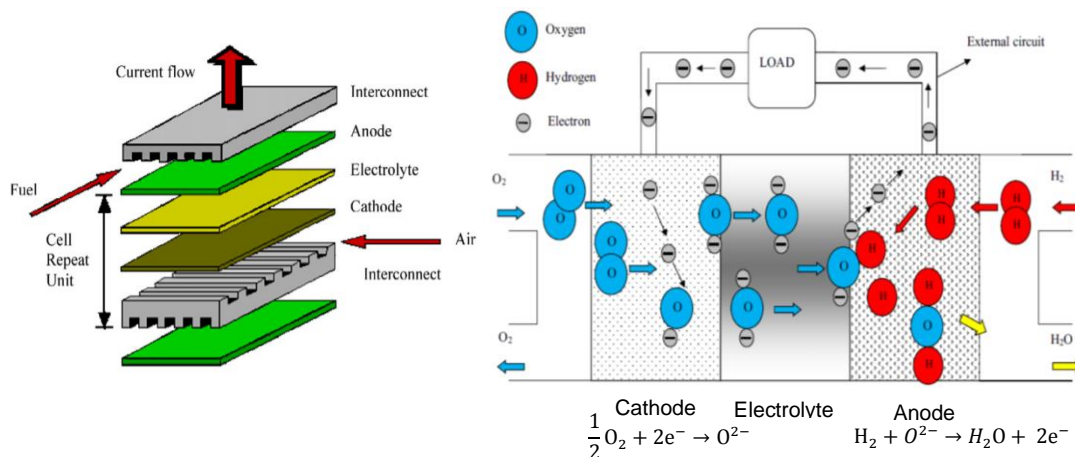 Current flow
Interconnect
Anode
Electrolyte
Cathode
Fuel
Air
Cell
Repeat
Unit
Interconnect
O Oxygen
H Hydrogen
− Electron
LOAD
External circuit
− − − −
− −
O₂
H₂
O O O O O O O O O
H H H H H H
− − − − − − − − − − −
O₂
H₂O
Cathode Electrolyte Anode
½ O₂ + 2e⁻ → O²⁻
H₂ + O²⁻ → H₂O + 2e⁻